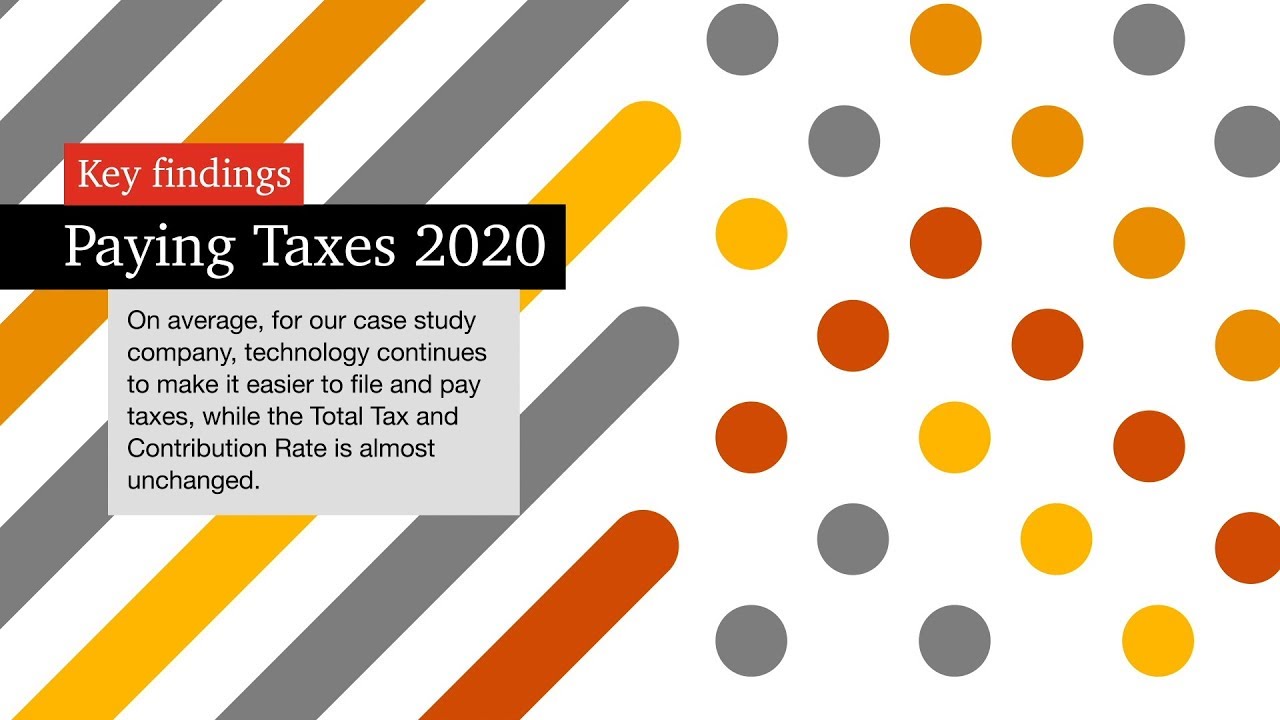 Key findings
Paying Taxes 2020
On average, for our case study
company, technology continues
to make it easier to file and pay
taxes, while the Total Tax and
Contribution Rate is almost
unchanged.